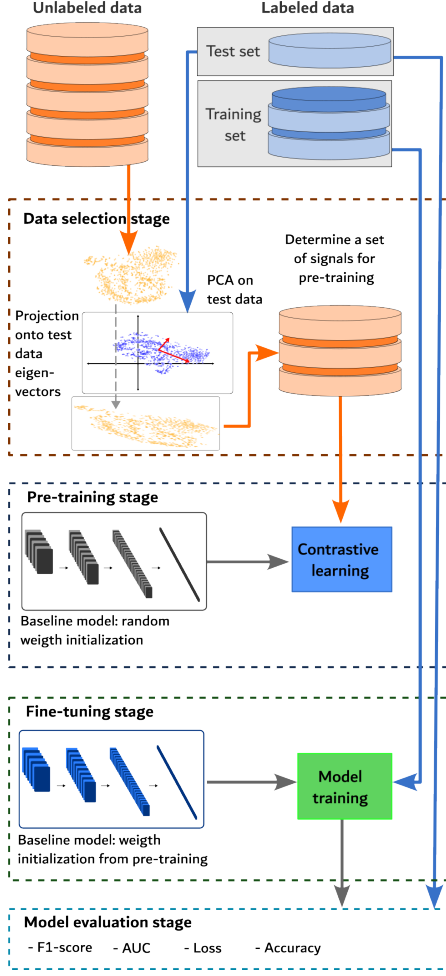 Unlabeled data
Labeled data
Test set
Training
set
Data selection stage
Determine a set
of signals for
pre-training
PCA on
test data
Projection
onto test
data
eigen-
vectors
Pre-training stage
Contrastive
learning
Baseline model: random
weigth initialization
Fine-tuning stage
Model
training
Baseline model: weigth
initialization from pre-training
Model evaluation stage
- F1-score - AUC - Loss - Accuracy